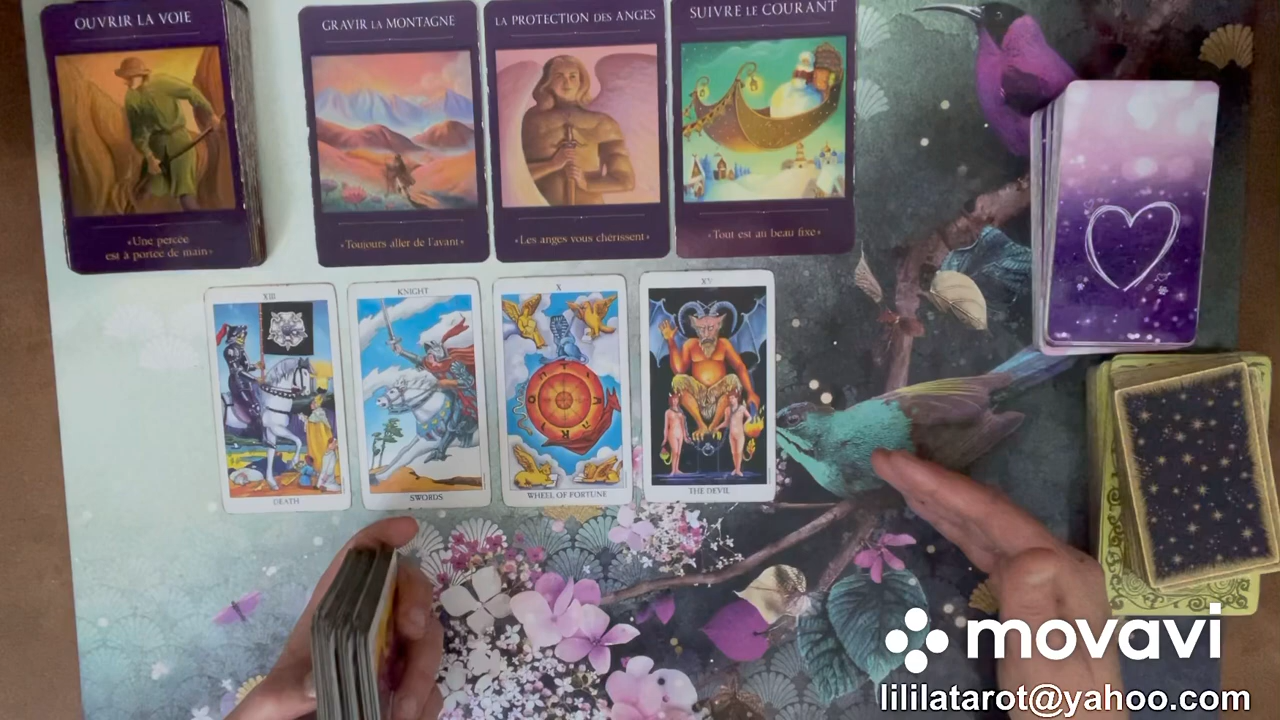 OUVRIR LA VOIE
«Une percée
est à portée de main»
GRAVIR LA MONTAGNE
«Toujours aller de l'avant»
LA PROTECTION DES ANGES
«Les anges vous chérissent»
SUIVRE LE COURANT
«Tout est au beau fixe»
XIII
DEATH
KNIGHT
SWORDS
X
WHEEL OF FORTUNE
XV
THE DEVIL
movavi
lililatarot@yahoo.com